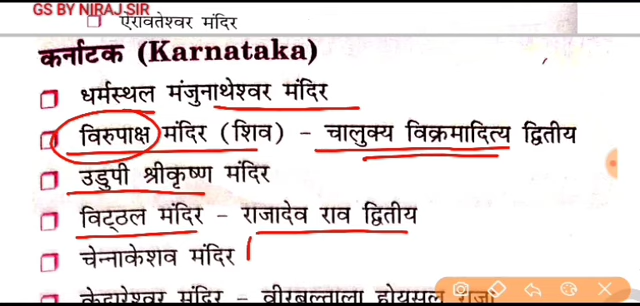 GS BY NIRAJ SIR
ऐरावतेश्वर मंदिर
कर्नाटक (Karnataka)
धर्मस्थल मंजुनाथेश्वर मंदिर
विरुपाक्ष मंदिर (शिव) – चालुक्य विक्रमादित्य द्वितीय
उडुपी श्रीकृष्ण मंदिर
विट्ठल मंदिर – राजादेव राव द्वितीय
चेन्नाकेशव मंदिर
केदारेश्वर मंदिर – वीरबल्लाला होयसल राजा